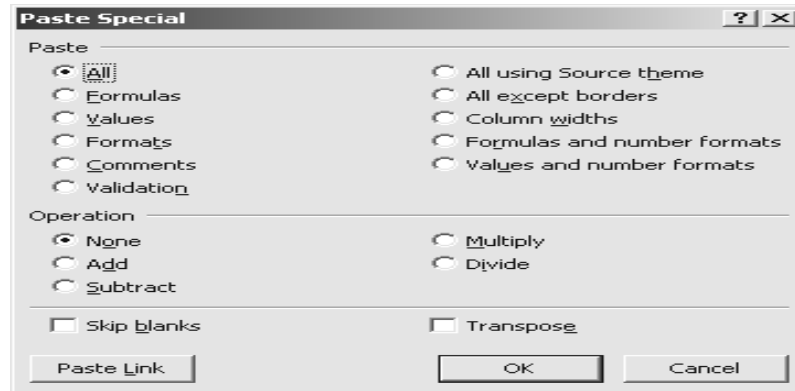 Paste Special
Paste
All
All using Source theme
Formulas
All except borders
Values
Column widths
Formats
Formulas and number formats
Comments
Values and number formats
Validation
Operation
None
Multiply
Add
Divide
Subtract
Skip blanks
Transpose
Paste Link
OK
Cancel